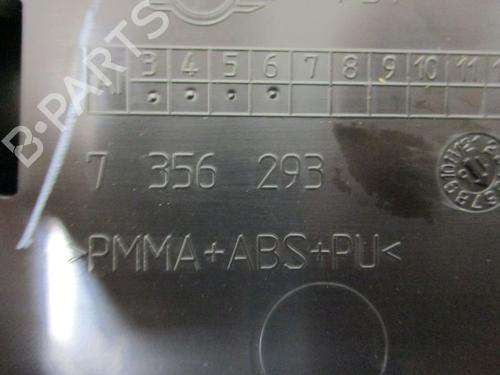 3 4 5 6 7 8 9 10 11
7 356 293
>PMMA+ABS+PU<
B-PARTS